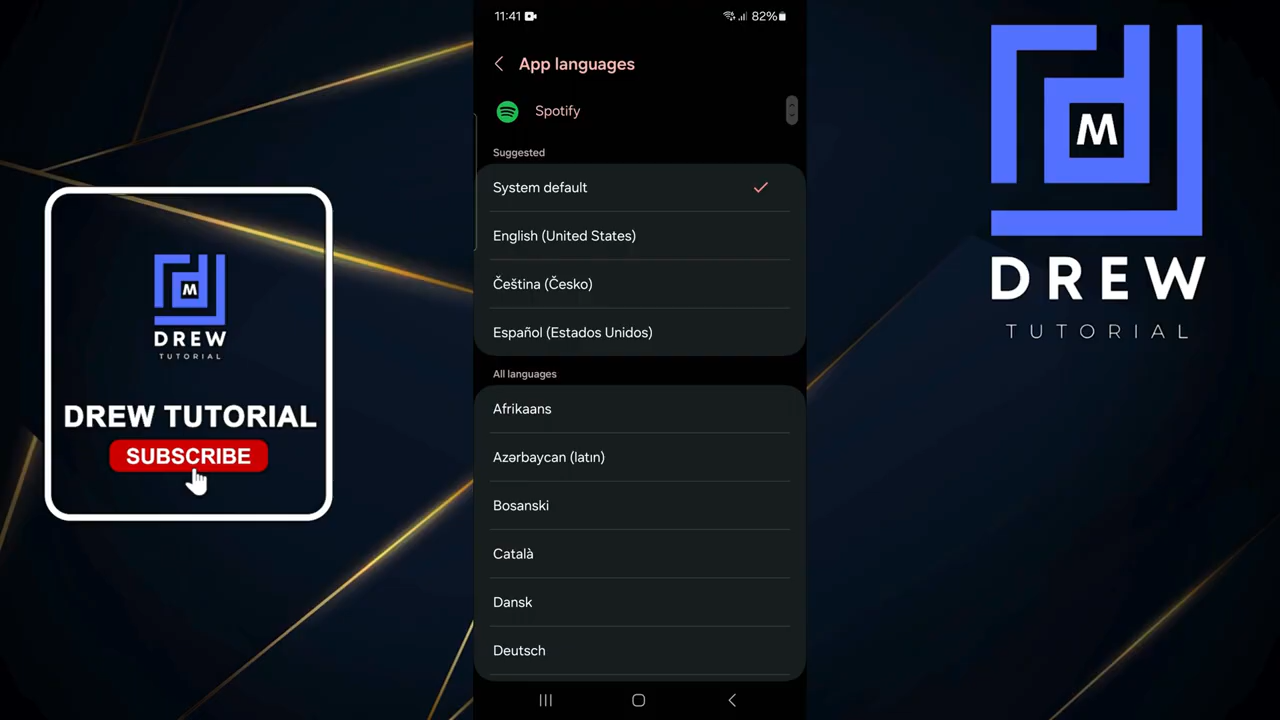 11:41
82%
App languages
Spotify
Suggested
System default
English (United States)
Čeština (Česko)
Español (Estados Unidos)
All languages
Afrikaans
Azərbaycan (latın)
Bosanski
Català
Dansk
Deutsch
M
DREW
TUTORIAL
DREW TUTORIAL
SUBSCRIBE
M
DREW
TUTORIAL